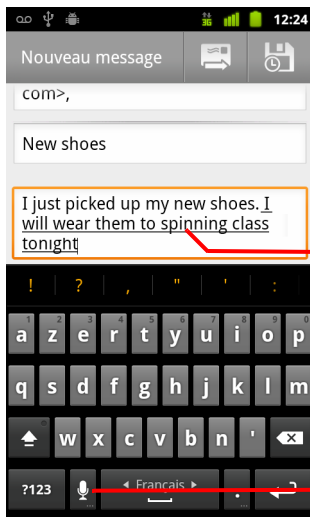 3G 12:24
Nouveau message
com>,
New shoes
I just picked up my new shoes. I
will wear them to spinning class
tonight
! ? , " ' :
1 2 3 4 5 6 7 8 9 0
a z e r t y u i o p
q s d f g h j k l m
w x c v b n '
?123 Français .